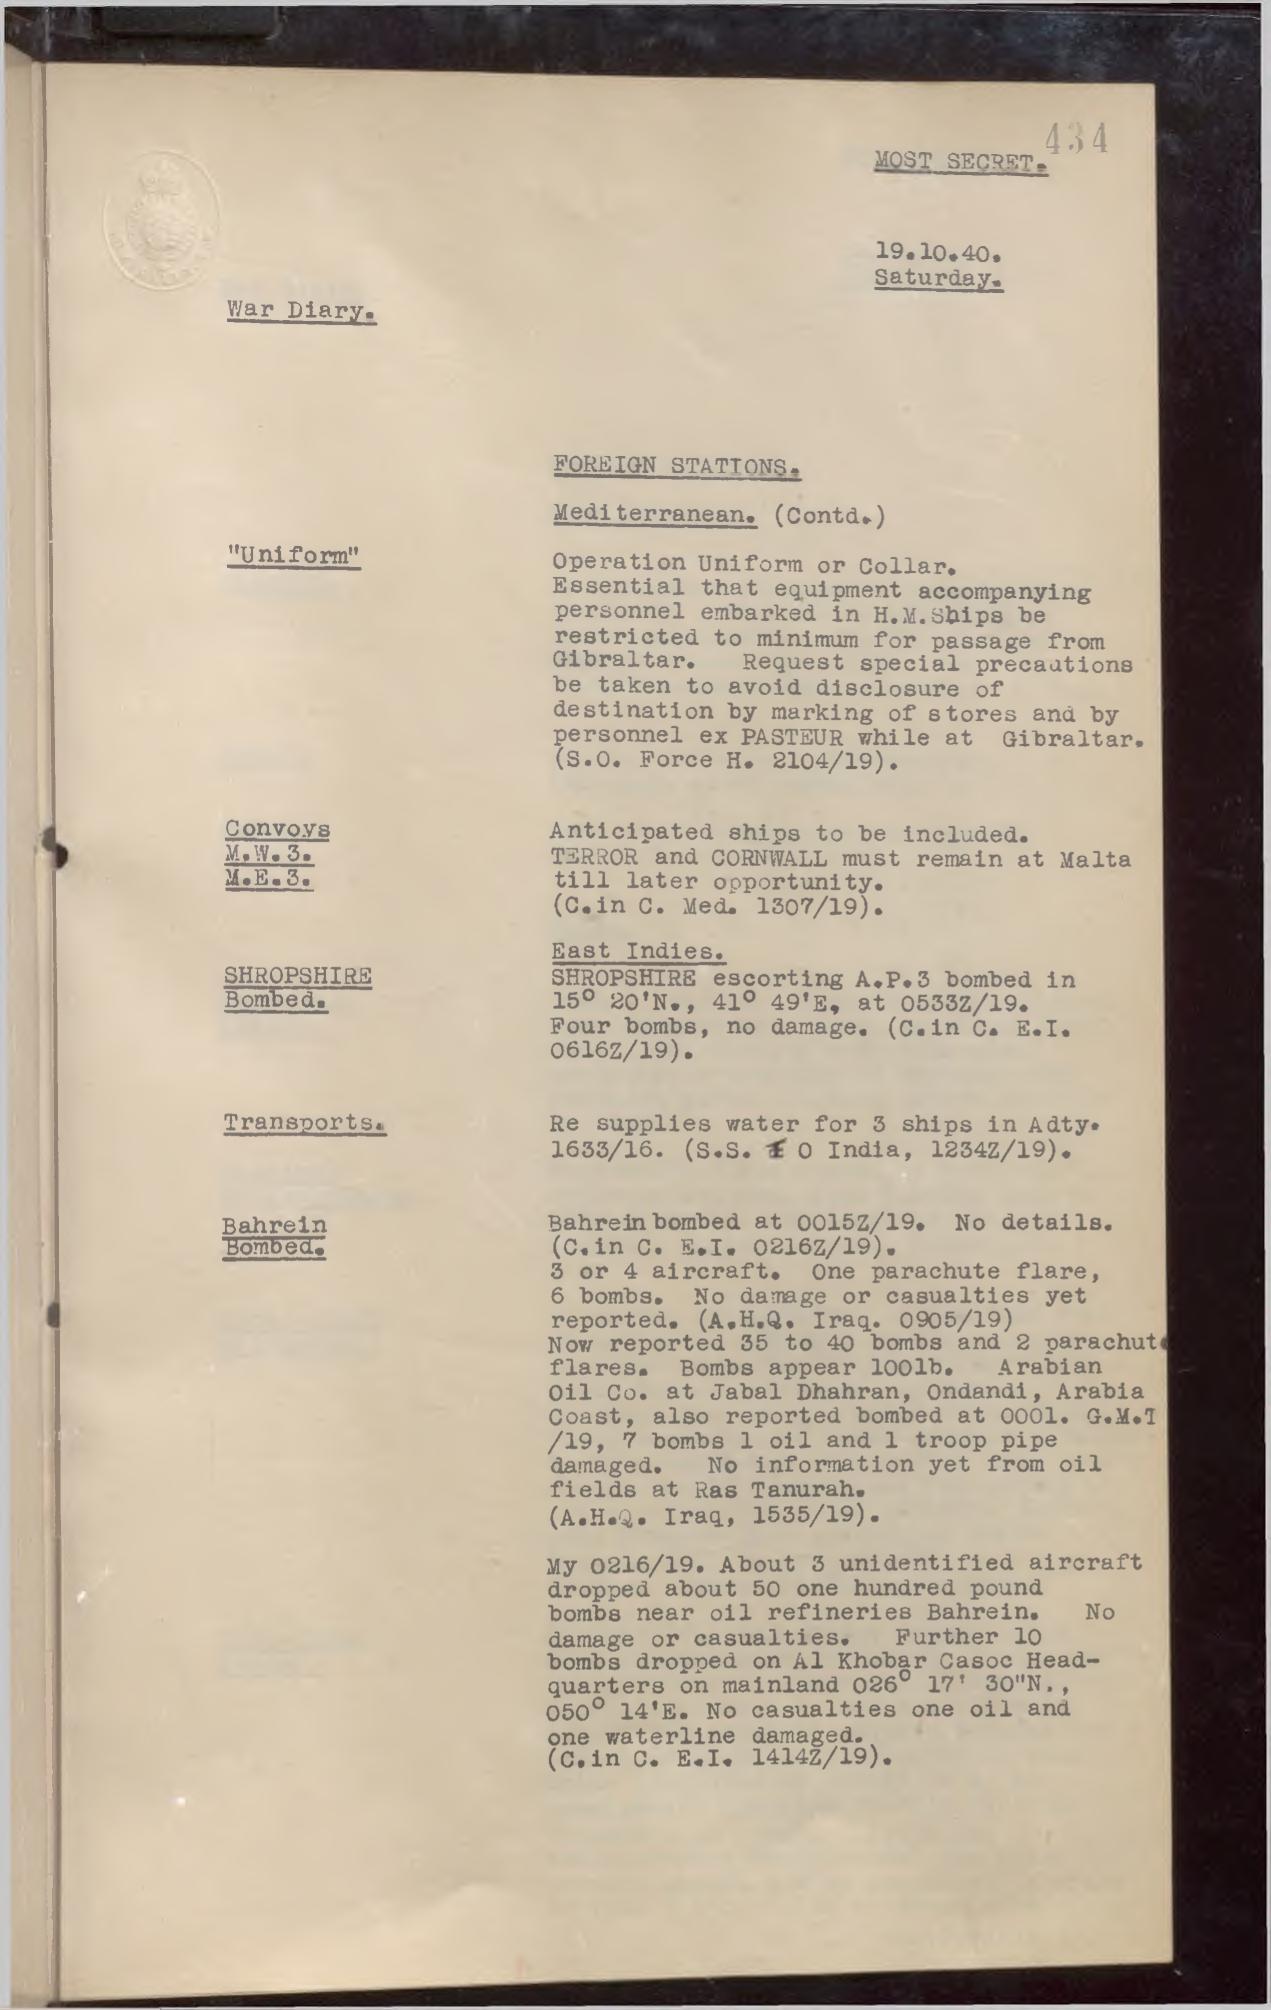 434
MOST SECRET.
19.10.40.
Saturday.
War Diary.
FOREIGN STATIONS.
Mediterranean. (Contd.)
"Uniform"
Operation Uniform or Collar.
Essential that equipment accompanying
personnel embarked in H.M.Ships be
restricted to minimum for passage from
Gibraltar. Request special precautions
be taken to avoid disclosure of
destination by marking of stores and by
personnel ex PASTEUR while at Gibraltar.
(S.O. Force H. 2104/19).
Convoys
M.W.3.
M.E.3.
Anticipated ships to be included.
TERROR and CORNWALL must remain at Malta
till later opportunity.
(C.in C. Med. 1307/19).
East Indies.
SHROPSHIRE
Bombed.
SHROPSHIRE escorting A.P.3 bombed in
15° 20'N., 41° 49'E, at 0533Z/19.
Four bombs, no damage. (C.in C. E.I.
0616Z/19).
Transports.
Re supplies water for 3 ships in Adty.
1633/16. (S.S. O India, 1234Z/19).
Bahrein
Bombed.
Bahrein bombed at 0015Z/19. No details.
(C.in C. E.I. 0216Z/19).
3 or 4 aircraft. One parachute flare,
6 bombs. No damage or casualties yet
reported. (A.H.Q. Iraq. 0905/19)
Now reported 35 to 40 bombs and 2 parachute
flares. Bombs appear 100lb. Arabian
Oil Co. at Jabal Dhahran, Ondandi, Arabia
Coast, also reported bombed at 0001. G.M.T
/19, 7 bombs 1 oil and 1 troop pipe
damaged. No information yet from oil
fields at Ras Tanurah.
(A.H.Q. Iraq, 1535/19).
My 0216/19. About 3 unidentified aircraft
dropped about 50 one hundred pound
bombs near oil refineries Bahrein. No
damage or casualties. Further 10
bombs dropped on Al Khobar Casoc Head-
quarters on mainland 026° 17' 30"N.,
050° 14'E. No casualties one oil and
one waterline damaged.
(C.in C. E.I. 1414Z/19).